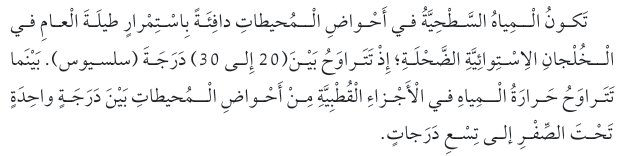 تَكونُ الْمِياهُ السَّطْحِيَّةُ في أَحْواضِ الْمُحيطاتِ دافِئَةً بِاسْتِمْرارٍ طيلَةَ الْعامِ في
الْخُلْجانِ الِاسْتِوائِيَّةِ الضَّحْلَةِ؛ إِذْ تَتَراوَحُ بَيْنَ (20 إِلى 30) دَرَجَةَ (سلسيوس). بَيْنَما
تَتَراوَحُ حَرارَةُ الْمِياهِ في الْأَجْزاءِ الْقُطْبِيَّةِ مِنْ أَحْواضِ الْمُحيطاتِ بَيْنَ دَرَجَةٍ واحِدَةٍ
تَحْتَ الصِّفْرِ إِلى تِسْعِ دَرَجاتٍ.